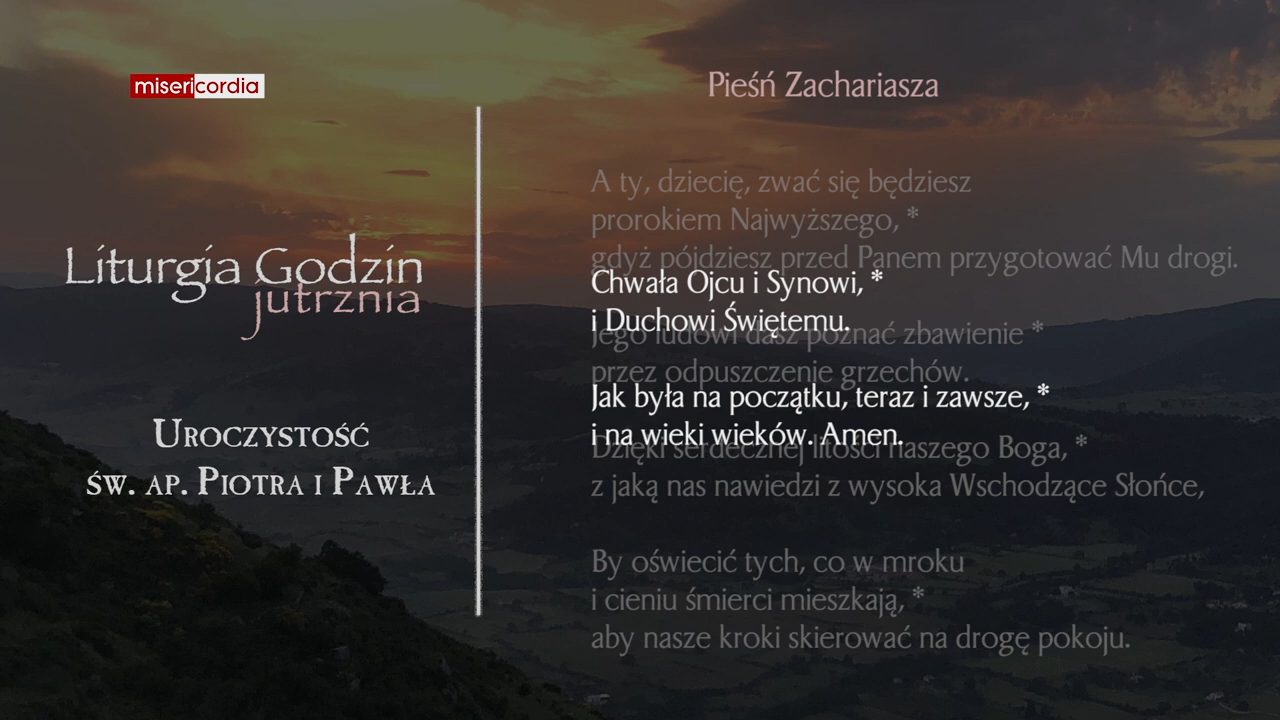 misericordia
Liturgia Godzin
jutrznia
Uroczystość
św. ap. Piotra i Pawła
Pieśń Zachariasza
A ty, dziecię, zwać się będziesz
prorokiem Najwyższego, *
gdyż pójdziesz przed Panem przygotować Mu drogi.
Chwała Ojcu i Synowi, *
i Duchowi Świętemu.
Jego ludowi dasz poznać zbawienie *
przez odpuszczenie grzechów.
Jak była na początku, teraz i zawsze, *
i na wieki wieków. Amen.
Dzięki serdecznej litości naszego Boga, *
z jaką nas nawiedzi z wysoka Wschodzące Słońce,
By oświecić tych, co w mroku
i cieniu śmierci mieszkają, *
aby nasze kroki skierować na drogę pokoju.